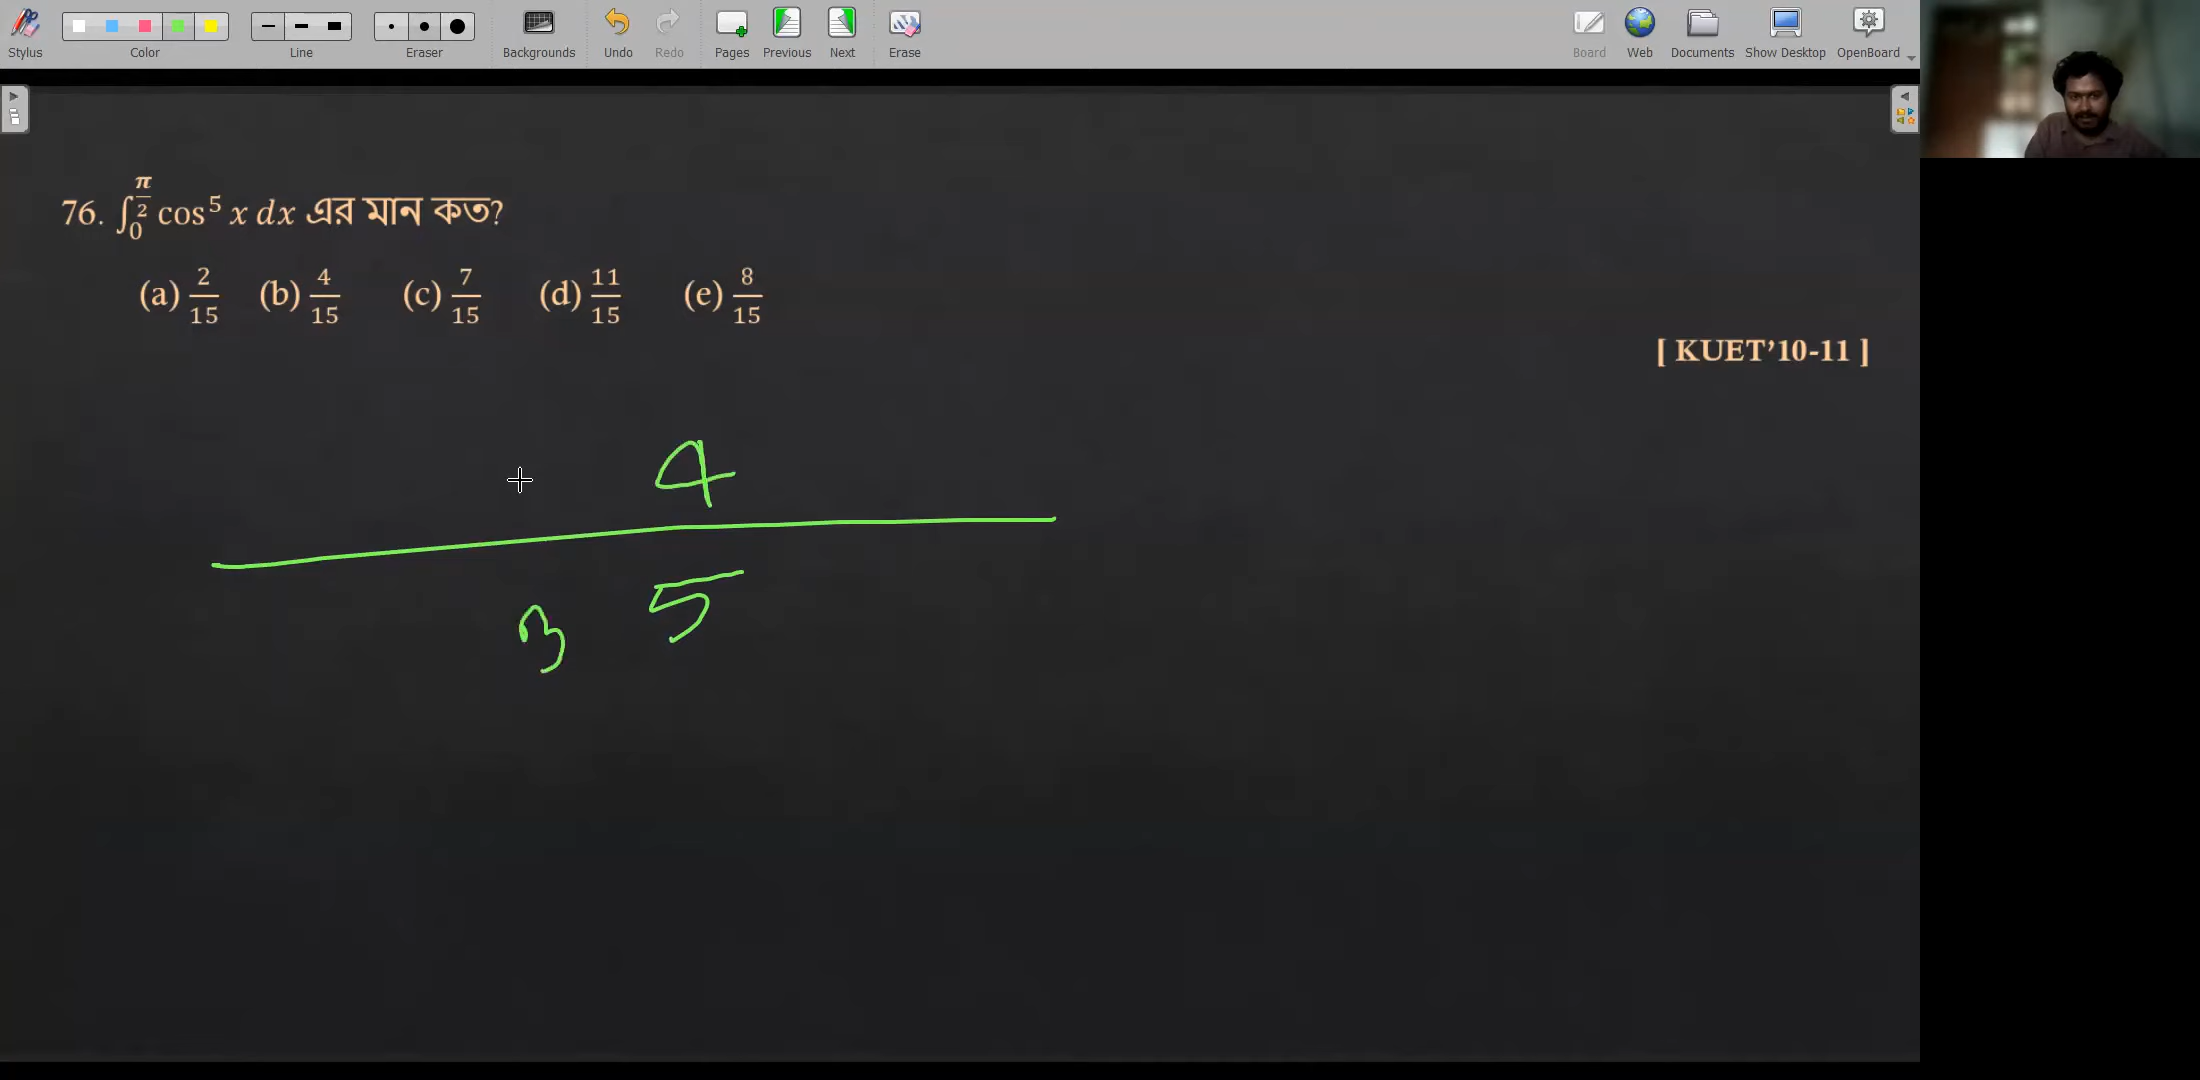 Stylus Color Line Eraser Backgrounds Undo Redo Pages Previous Next Erase Board Web Documents Show Desktop OpenBoard
76. ∫₀^(π/2) cos⁵ x dx এর মান কত?
(a) 2/15 (b) 4/15 (c) 7/15 (d) 11/15 (e) 8/15
[ KUET’10-11 ]
4
3 5